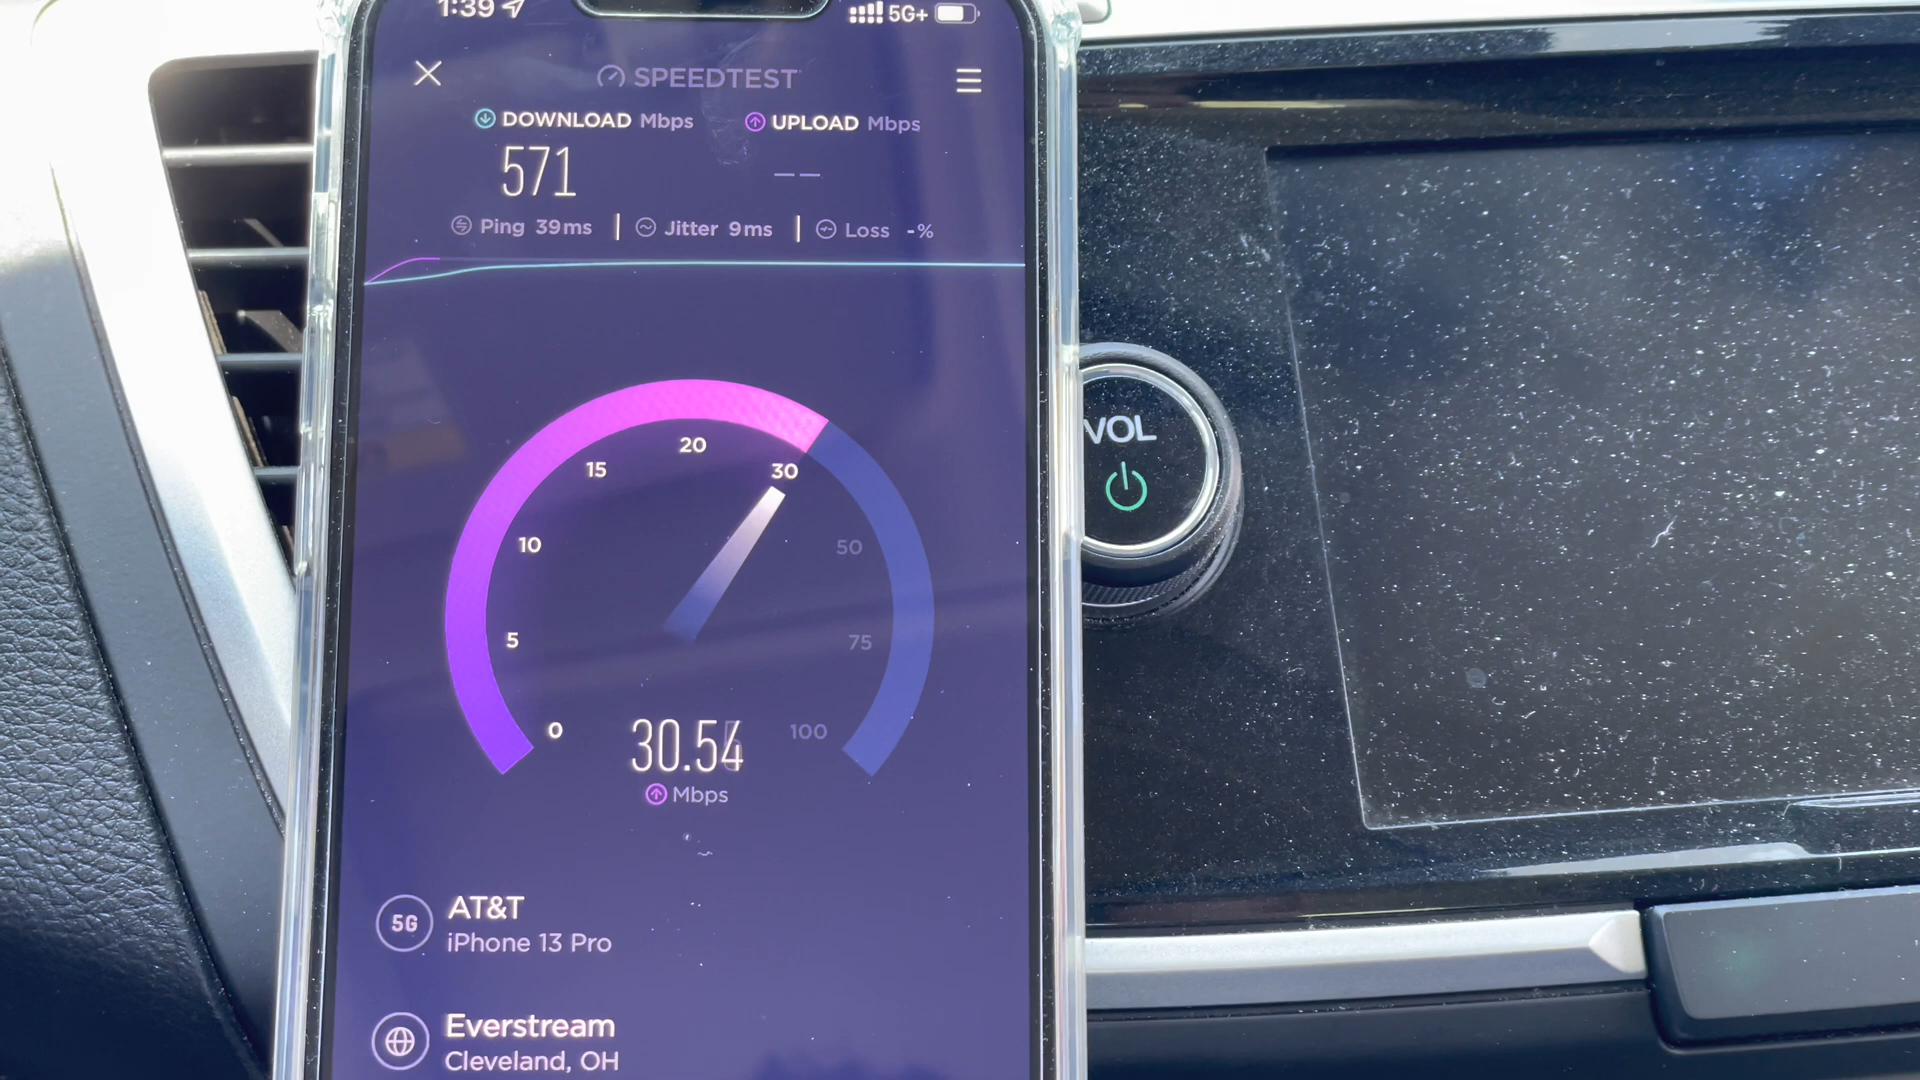 1:39
5G+
SPEEDTEST
DOWNLOAD Mbps
UPLOAD Mbps
571
——
Ping 39ms
Jitter 9ms
Loss -%
20
15
30
10
50
5
75
0
100
30.54
Mbps
5G
AT&T
iPhone 13 Pro
Everstream
Cleveland, OH
VOL